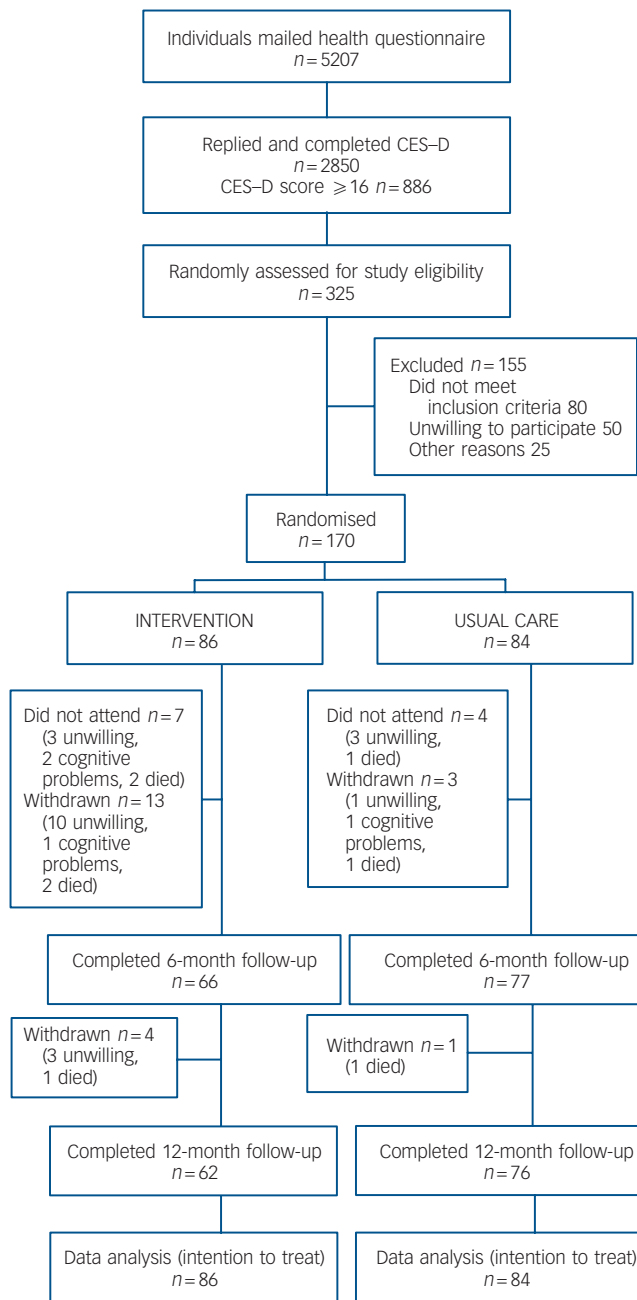 Individuals mailed health questionnaire
n=5207
Replied and completed CES–D
n=2850
CES–D score ⩾16 n=886
Randomly assessed for study eligibility
n=325
Excluded n=155
Did not meet
inclusion criteria 80
Unwilling to participate 50
Other reasons 25
Randomised
n=170
INTERVENTION
n=86
USUAL CARE
n=84
Did not attend n=7
(3 unwilling,
2 cognitive
problems, 2 died)
Withdrawn n=13
(10 unwilling,
1 cognitive
problems,
2 died)
Did not attend n=4
(3 unwilling,
1 died)
Withdrawn n=3
(1 unwilling,
1 cognitive
problems,
1 died)
Completed 6-month follow-up
n=66
Completed 6-month follow-up
n=77
Withdrawn n=4
(3 unwilling,
1 died)
Withdrawn n=1
(1 died)
Completed 12-month follow-up
n=62
Completed 12-month follow-up
n=76
Data analysis (intention to treat)
n=86
Data analysis (intention to treat)
n=84